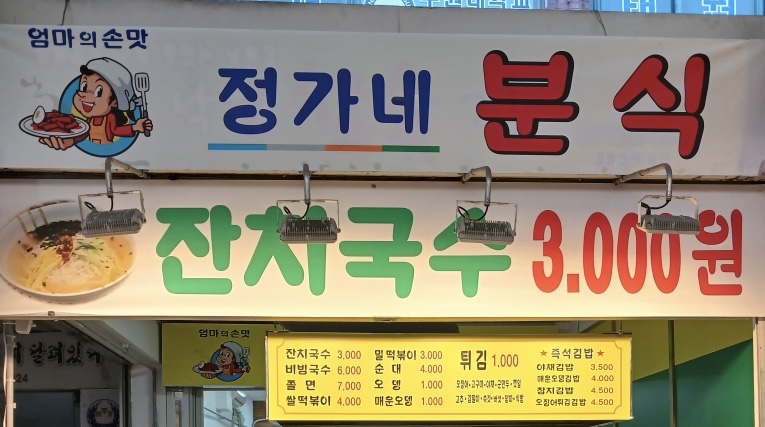 엄마의손맛
정가네 분식
잔치국수 3.000원
엄마의손맛
잔치국수 3,000
비빔국수 6,000
쫄면 7,000
쌀떡볶이 4,000
밀떡볶이 3.000
순대 4.000
오뎅 1.000
매운오뎅 1.000
튀김 1.000
★즉석김밥★
야채김밥 3.500
매운오뎅김밥 4.000
참치김밥 4.500
오징어튀김김밥 4.500